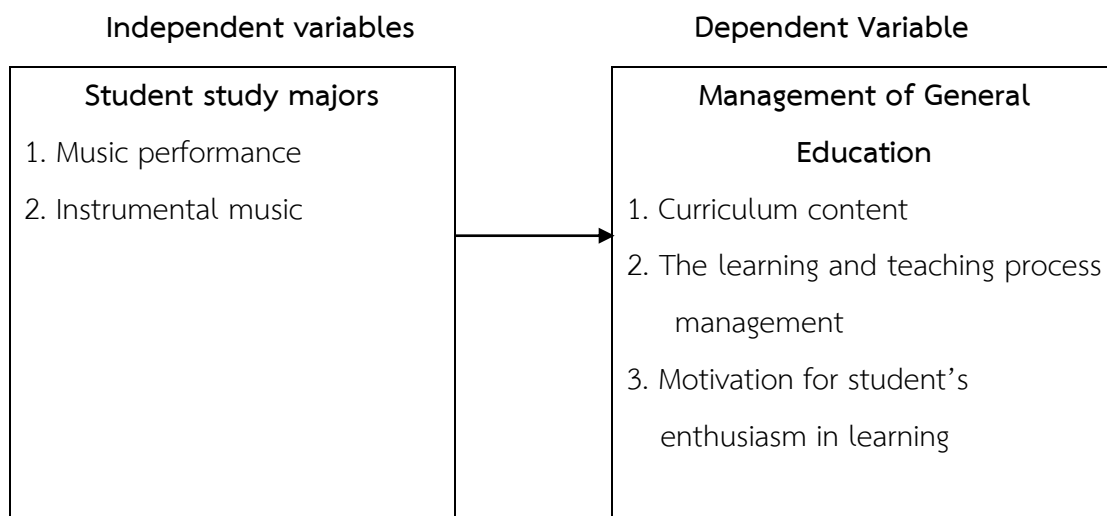 Independent variables
Dependent Variable
Student study majors
1. Music performance
2. Instrumental music
Management of General
Education
1. Curriculum content
2. The learning and teaching process
management
3. Motivation for student’s
enthusiasm in learning